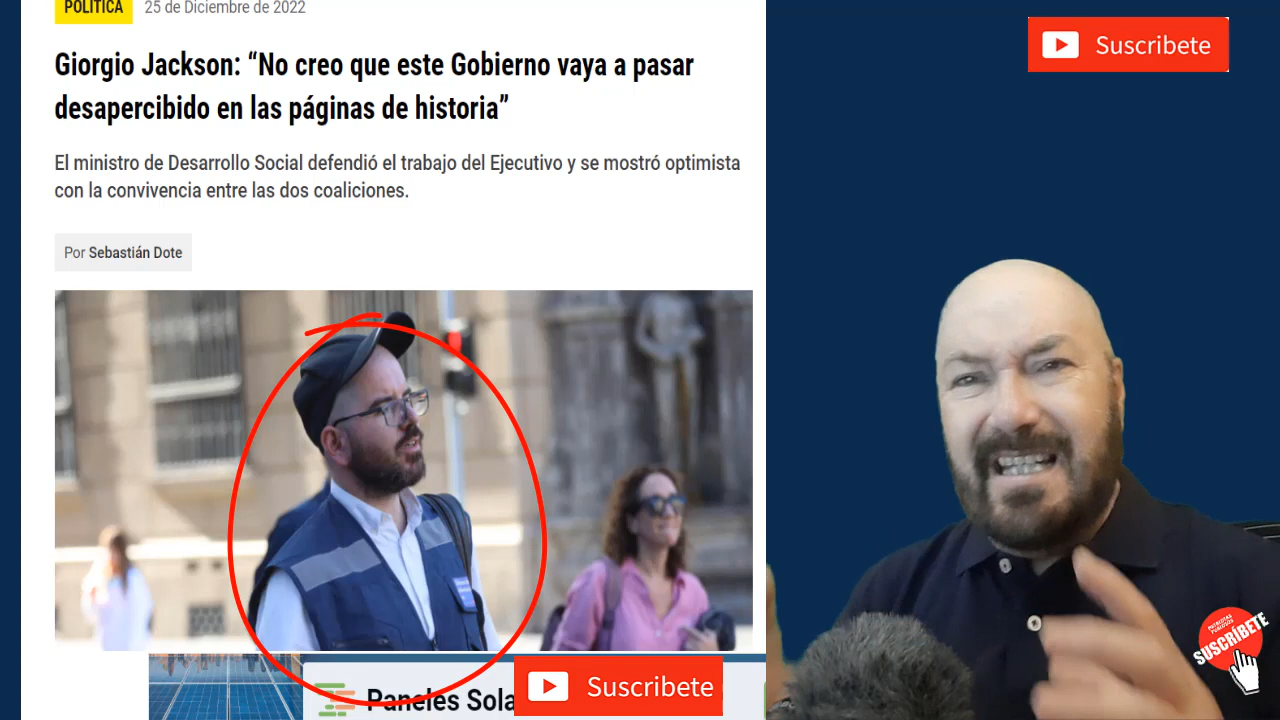 POLÍTICA 25 de Diciembre de 2022
Suscribete
Giorgio Jackson: “No creo que este Gobierno vaya a pasar
desapercibido en las páginas de historia”
El ministro de Desarrollo Social defendió el trabajo del Ejecutivo y se mostró optimista
con la convivencia entre las dos coaliciones.
Por Sebastián Dote
SUSCRÍBETE
Paneles Sola
Suscribete